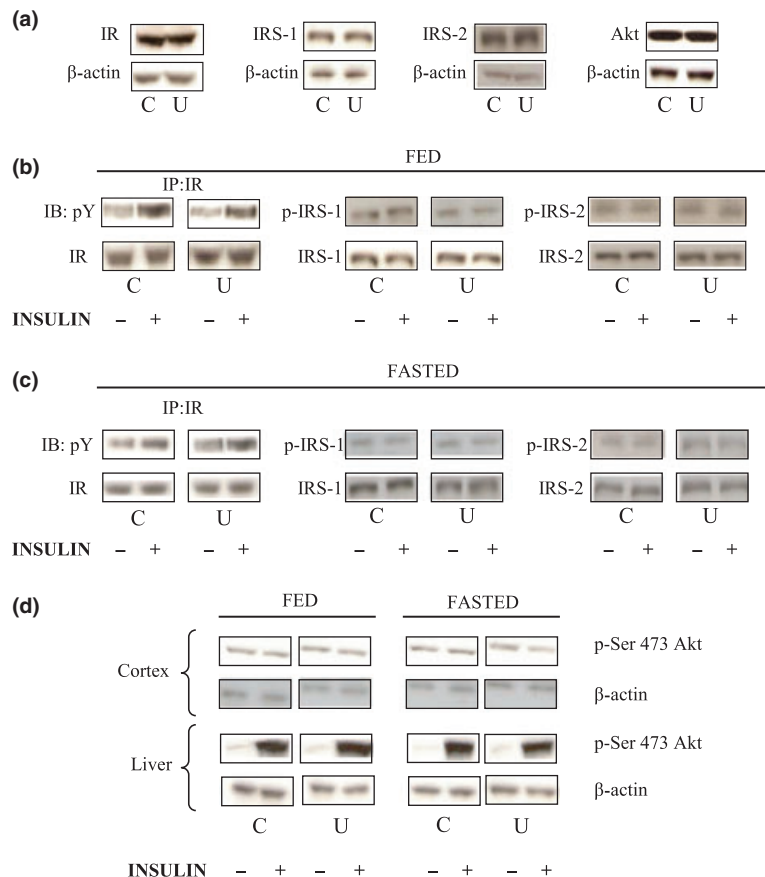 (a)
IR IRS-1 IRS-2 Akt
β-actin β-actin β-actin β-actin
C U C U C U C U
(b)
FED
IP:IR
IB: pY p-IRS-1 p-IRS-2
IR IRS-1 IRS-2
C U C U C U
INSULIN – + – + – + – + – + – +
(c)
FASTED
IP:IR
IB: pY p-IRS-1 p-IRS-2
IR IRS-1 IRS-2
C U C U C U
INSULIN – + – + – + – + – + – +
(d)
FED FASTED
p-Ser 473 Akt
Cortex
β-actin
p-Ser 473 Akt
Liver
β-actin
C U C U
INSULIN – + – + – + – +